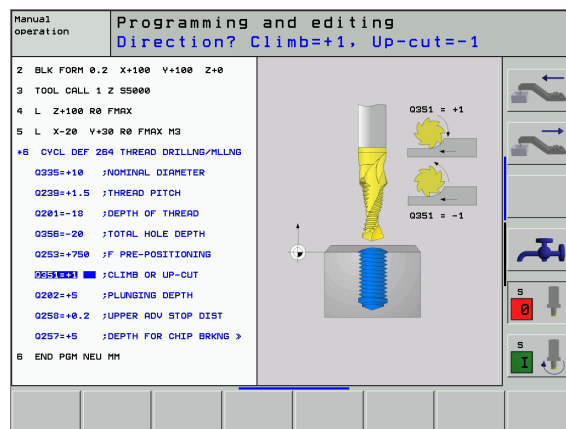 Manual
operation
Programming and editing
Direction? Climb=+1, Up-cut=-1
2 BLK FORM 0.2 X+100 Y+100 Z+0
3 TOOL CALL 1 Z S5000
4 L Z+100 R0 FMAX
5 L X-20 Y+30 R0 FMAX M3
*6 CYCL DEF 264 THREAD DRILLNG/MLLNG
Q335=+10 ;NOMINAL DIAMETER
Q239=+1.5 ;THREAD PITCH
Q201=-18 ;DEPTH OF THREAD
Q356=-20 ;TOTAL HOLE DEPTH
Q253=+750 ;F PRE-POSITIONING
Q351=+1 ;CLIMB OR UP-CUT
Q202=+5 ;PLUNGING DEPTH
Q258=+0.2 ;UPPER ADV STOP DIST
Q257=+5 ;DEPTH FOR CHIP BRKNG »
6 END PGM NEU MM
Q351 = +1
Q351 = -1
S
0
S
I